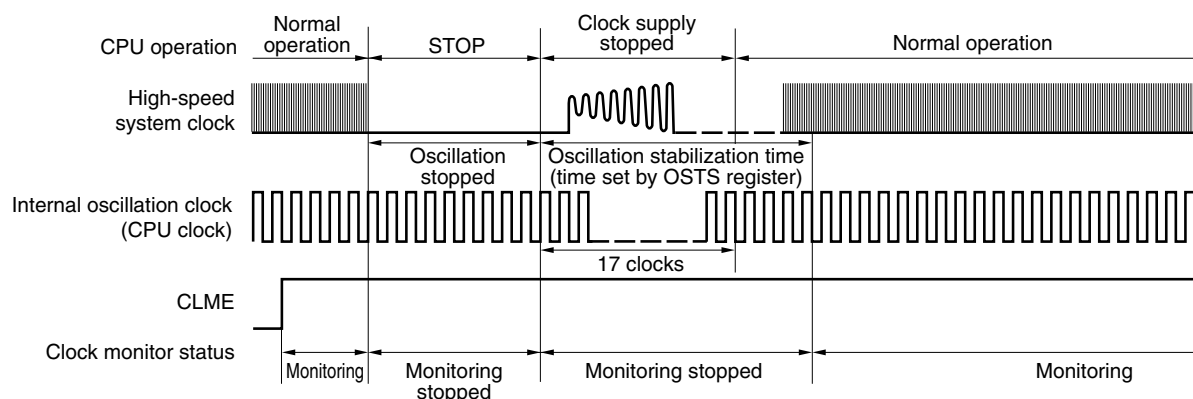 CPU operation
Normal
operation
STOP
Clock supply
stopped
Normal operation
High-speed
system clock
Oscillation
stopped
Oscillation stabilization time
(time set by OSTS register)
Internal oscillation clock
(CPU clock)
17 clocks
CLME
Clock monitor status
Monitoring
Monitoring
stopped
Monitoring stopped
Monitoring